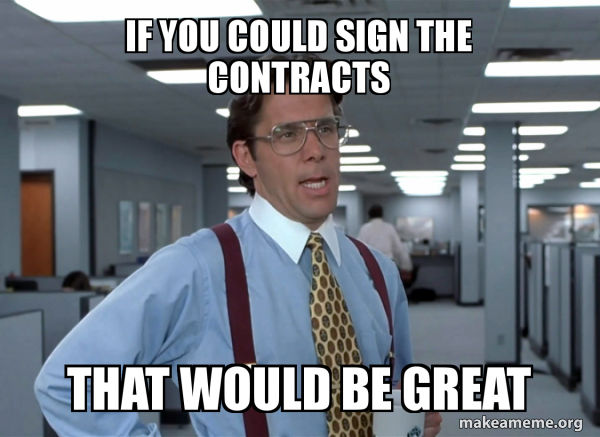 IF YOU COULD SIGN THE
CONTRACTS
THAT WOULD BE GREAT
makeameme.org